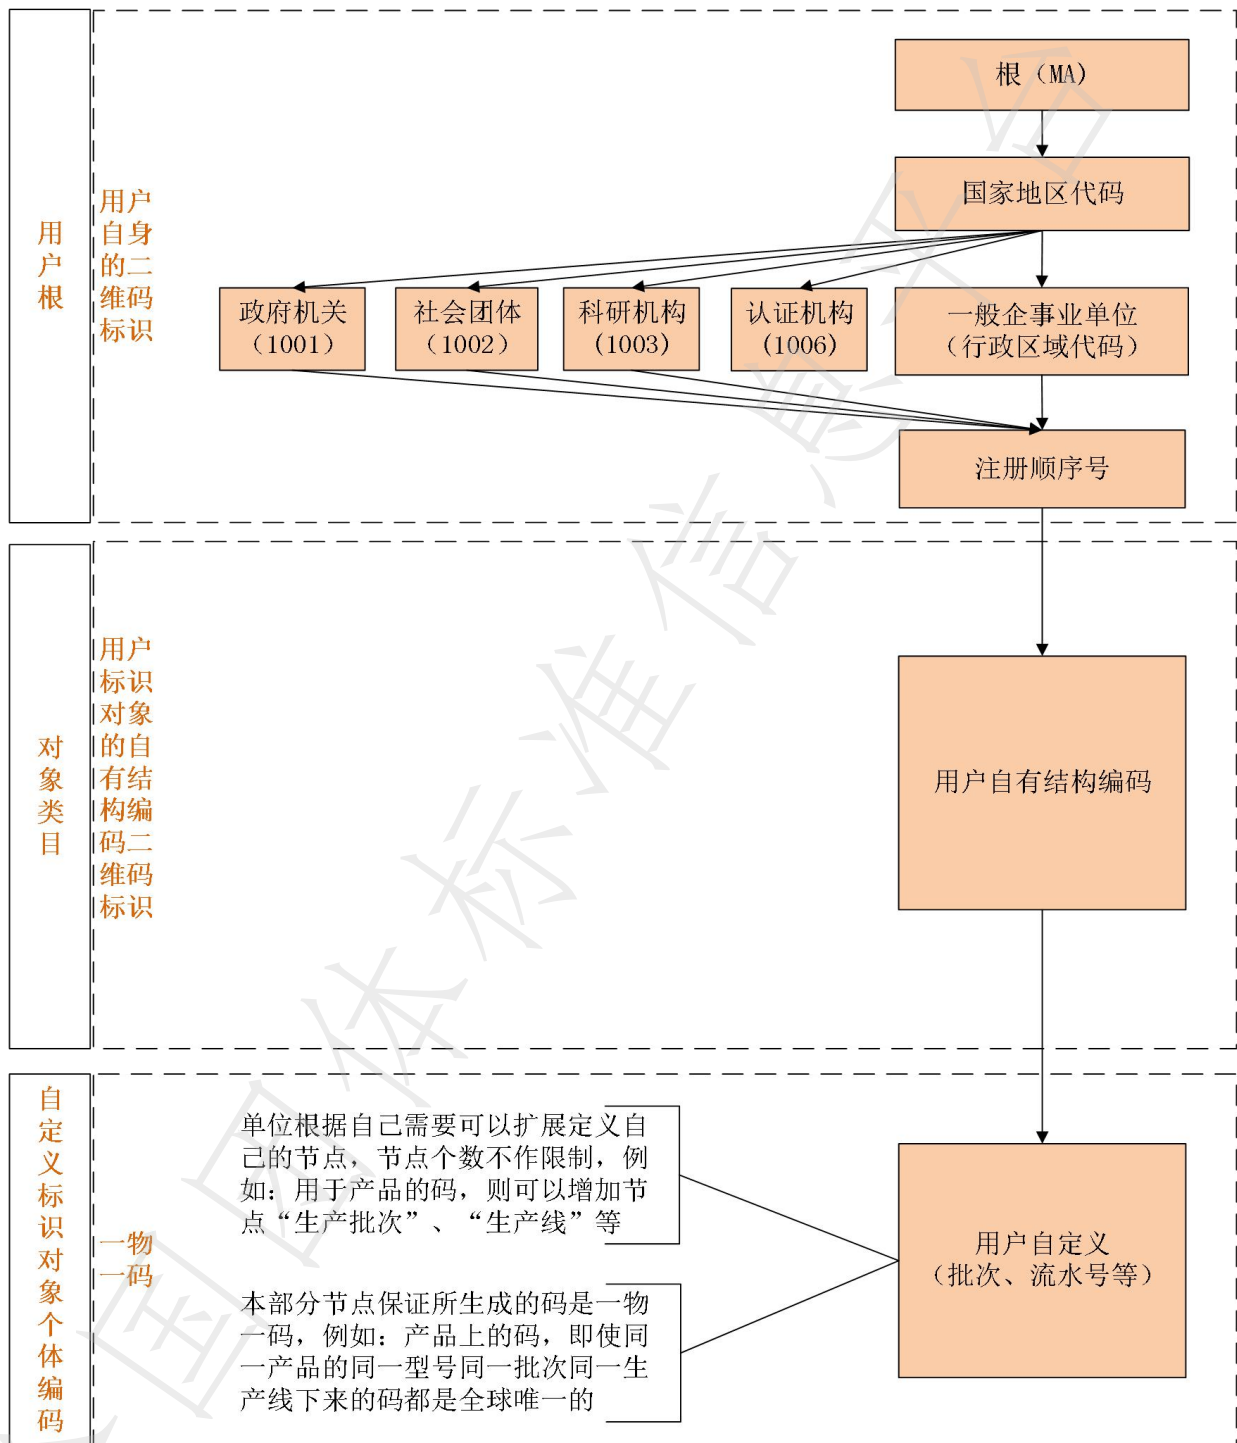 根（MA）
国家地区代码
用户根
用户
自身
的二
维码
标识
政府机关
（1001）
社会团体
（1002）
科研机构
(1003)
认证机构
(1006)
一般企事业单位
（行政区域代码）
注册顺序号
对象类目
用户
标识
对象
的自
有结
构编
码二
维码
标识
用户自有结构编码
自定义标识对象个体编码
一物
一码
单位根据自己需要可以扩展定义自
己的节点，节点个数不作限制，例
如：用于产品的码，则可以增加节
点“生产批次”、“生产线”等
本部分节点保证所生成的码是一物
一码，例如：产品上的码，即使同
一产品的同一型号同一批次同一生
产线下来的码都是全球唯一的
用户自定义
（批次、流水号等）
国团体标准信息平台